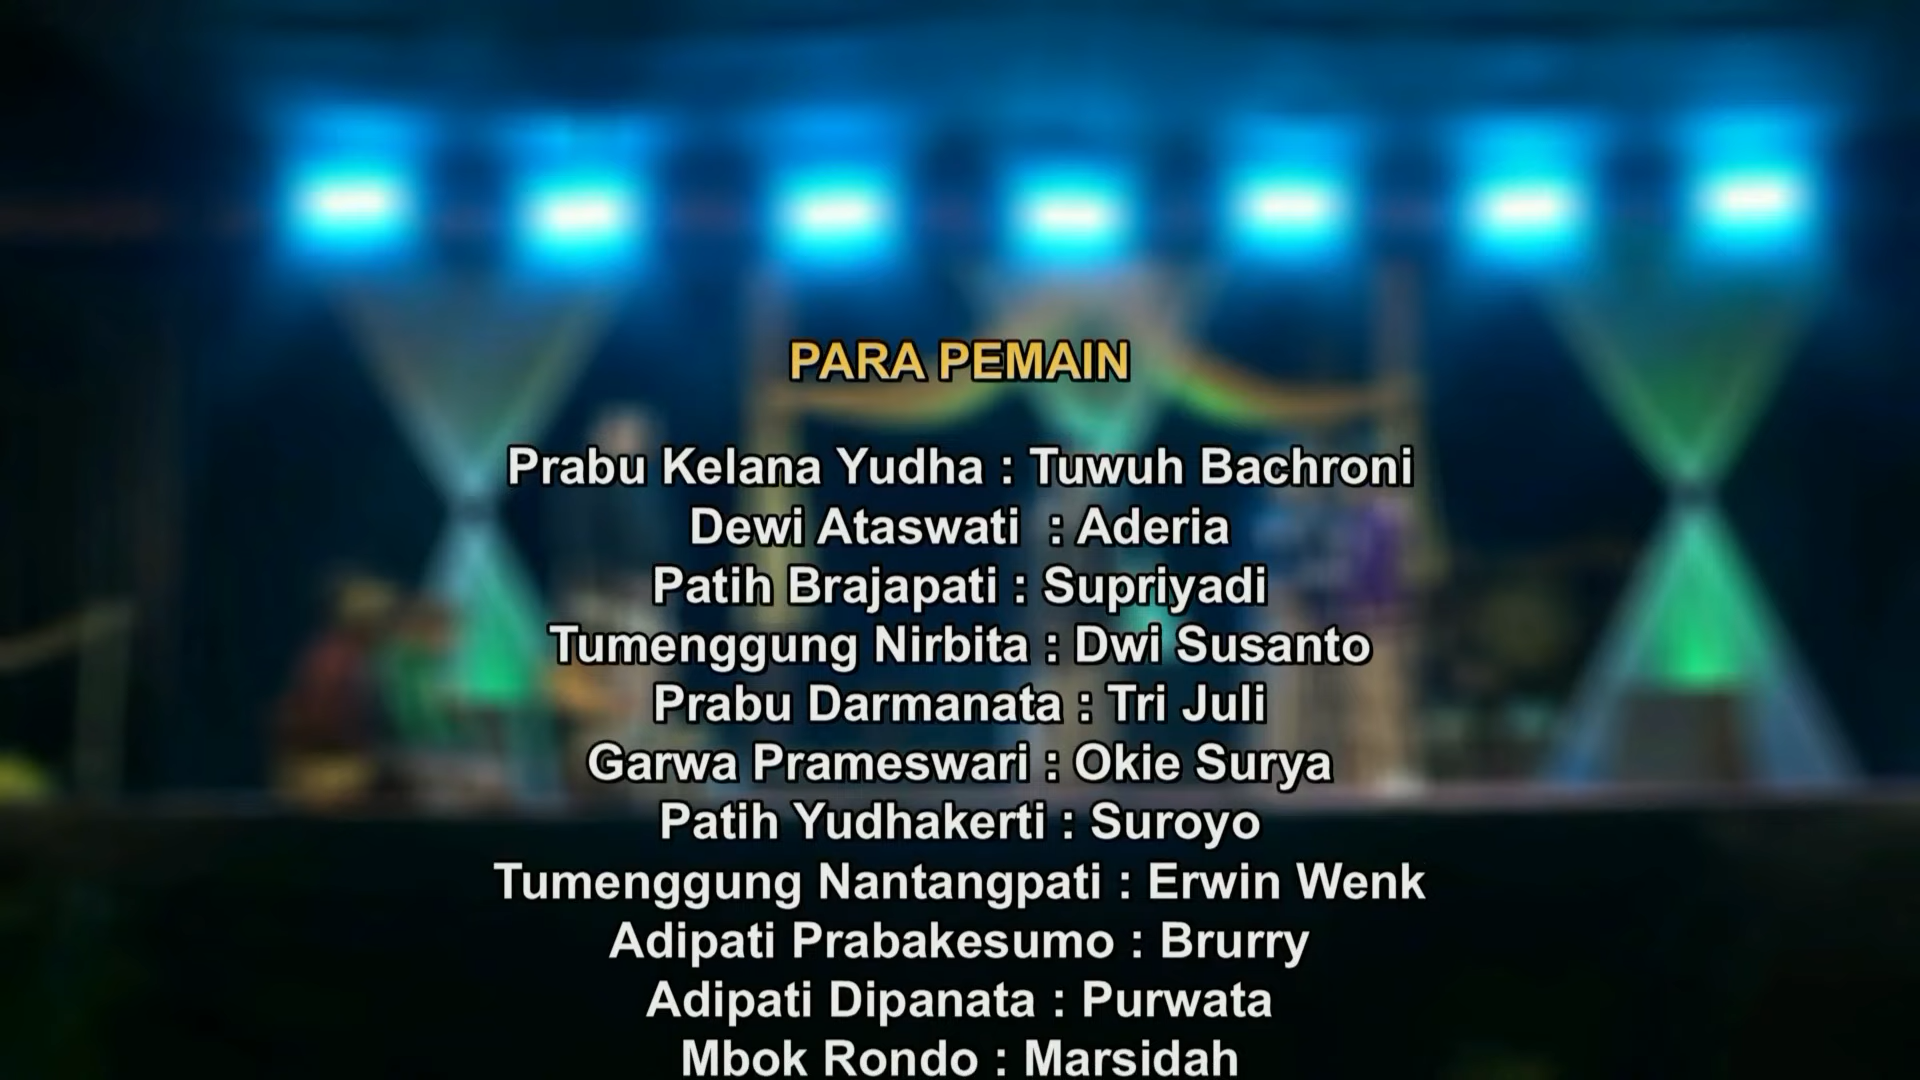 PARA PEMAIN
Prabu Kelana Yudha : Tuwuh Bachroni
Dewi Ataswati : Aderia
Patih Brajapati : Supriyadi
Tumenggung Nirbita : Dwi Susanto
Prabu Darmanata : Tri Juli
Garwa Prameswari : Okie Surya
Patih Yudhakerti : Suroyo
Tumenggung Nantangpati : Erwin Wenk
Adipati Prabakesumo : Brurry
Adipati Dipanata : Purwata
Mbok Rondo : Marsidah